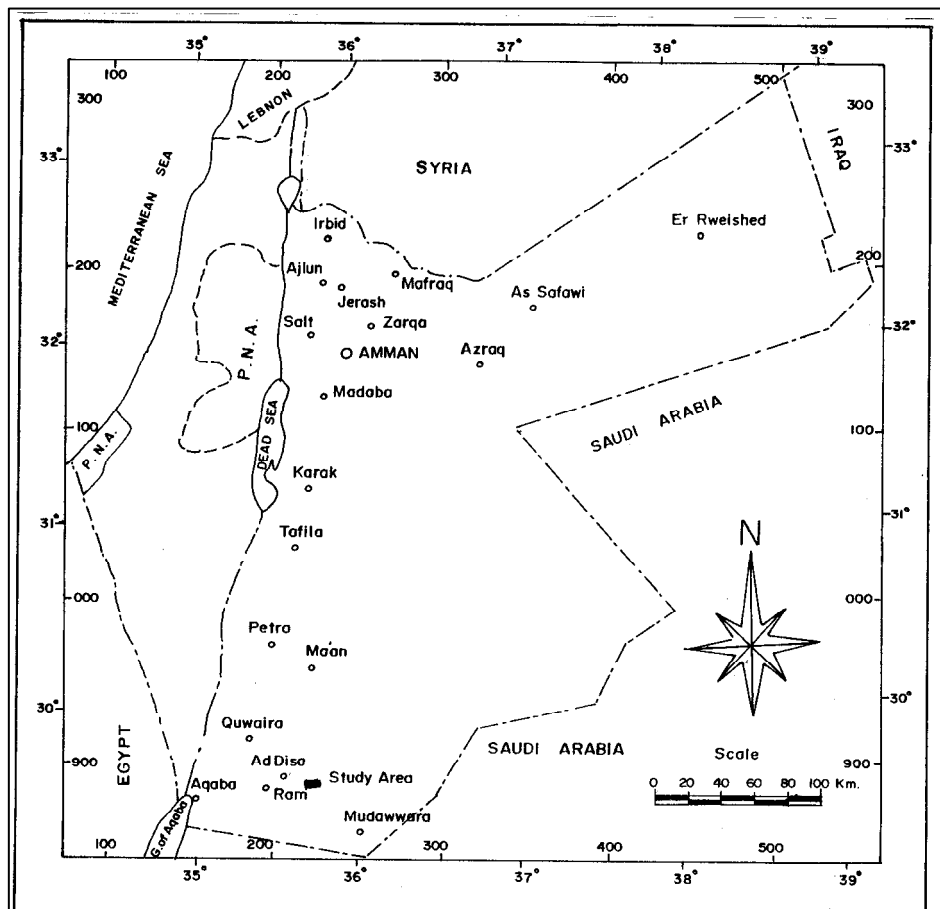 35° 36° 37° 38° 39°
100 200 300 400 500
300 300
LEBNON
SYRIA
IRAQ
33° 33°
MEDITERRANEAN SEA
Irbid
Er Rweished
200 200
Ajlun
Mafraq
Jerash
As Safawi
Salt
Zarqa
32°
32°
P. N. A.
AMMAN
Azraq
Madaba
SAUDI ARABIA
100 100
P. N. A.
DEAD SEA
Karak
31° 31°
Tafila
N
000 000
Petra
Ma'an
30° 30°
Quwaira
EGYPT
SAUDI ARABIA
Scale
900 900
Ad Disa
Study Area
0 20 40 60 80 100 Km.
Aqaba
Ram
G. of Aqaba
Mudawwara
100 200 300 400 500
35° 36° 37° 38° 39°